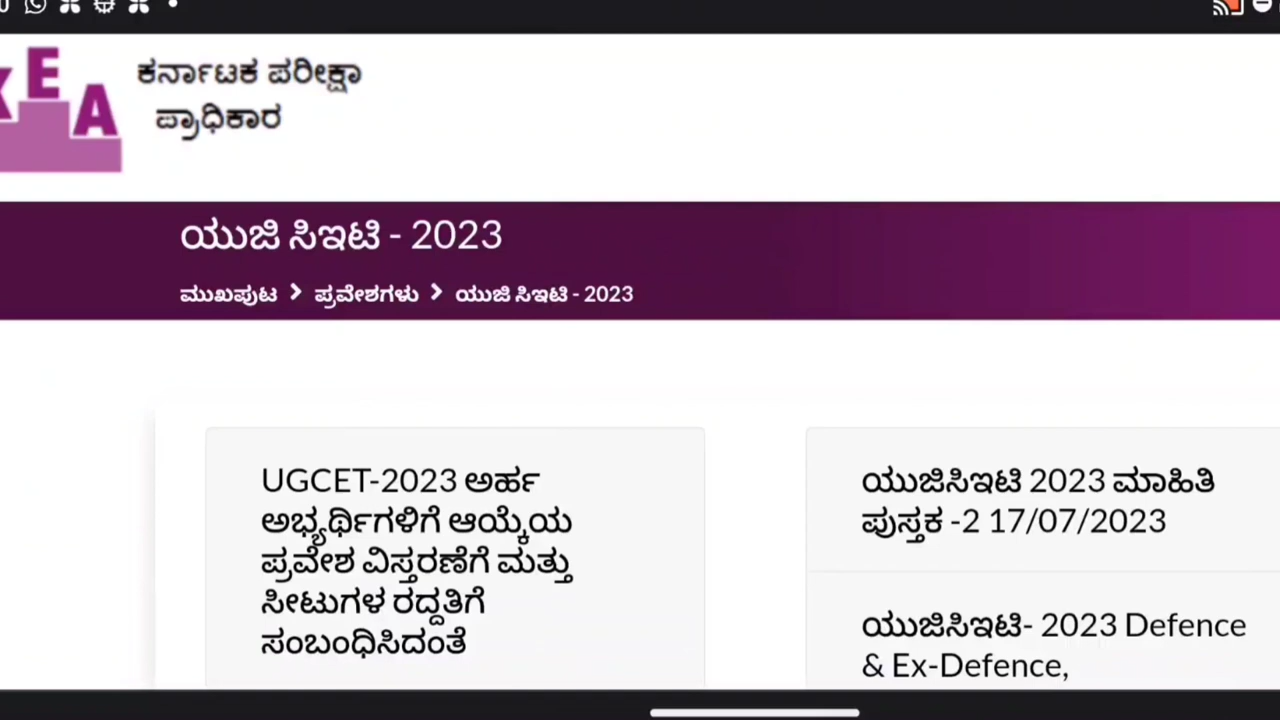 KEA
ಕರ್ನಾಟಕ ಪರೀಕ್ಷಾ
ಪ್ರಾಧಿಕಾರ
ಯುಜಿ ಸಿಇಟಿ - 2023
ಮುಖಪುಟ > ಪ್ರವೇಶಗಳು > ಯುಜಿ ಸಿಇಟಿ - 2023
UGCET-2023 ಅರ್ಹ
ಅಭ್ಯರ್ಥಿಗಳಿಗೆ ಆಯ್ಕೆಯ
ಪ್ರವೇಶ ವಿಸ್ತರಣೆಗೆ ಮತ್ತು
ಸೀಟುಗಳ ರದ್ದತಿಗೆ
ಸಂಬಂಧಿಸಿದಂತೆ
ಯುಜಿಸಿಇಟಿ 2023 ಮಾಹಿತಿ
ಪುಸ್ತಕ -2 17/07/2023
ಯುಜಿಸಿಇಟಿ- 2023 Defence
& Ex-Defence,